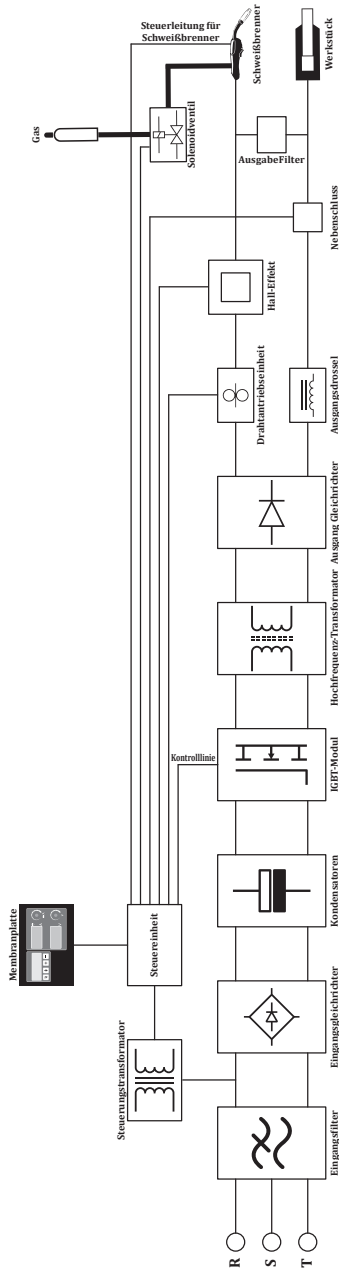 Gas
Steuerleitung für
Schweißbrenner
Solenoidventil
Schweißbrenner
Werkstück
AusgabeFilter
Nebenschluss
Hall-Effekt
Drahtantriebseinheit
Ausgangsdrossel
Ausgang Gleichrichter
Hochfrequenz-Transformator
Kontrolllinie
IGBT-Modul
Membranplatte
Steuereinheit
Kondensatoren
Steuerungstransformator
Eingangsgleichrichter
Eingangsfilter
R
S
T